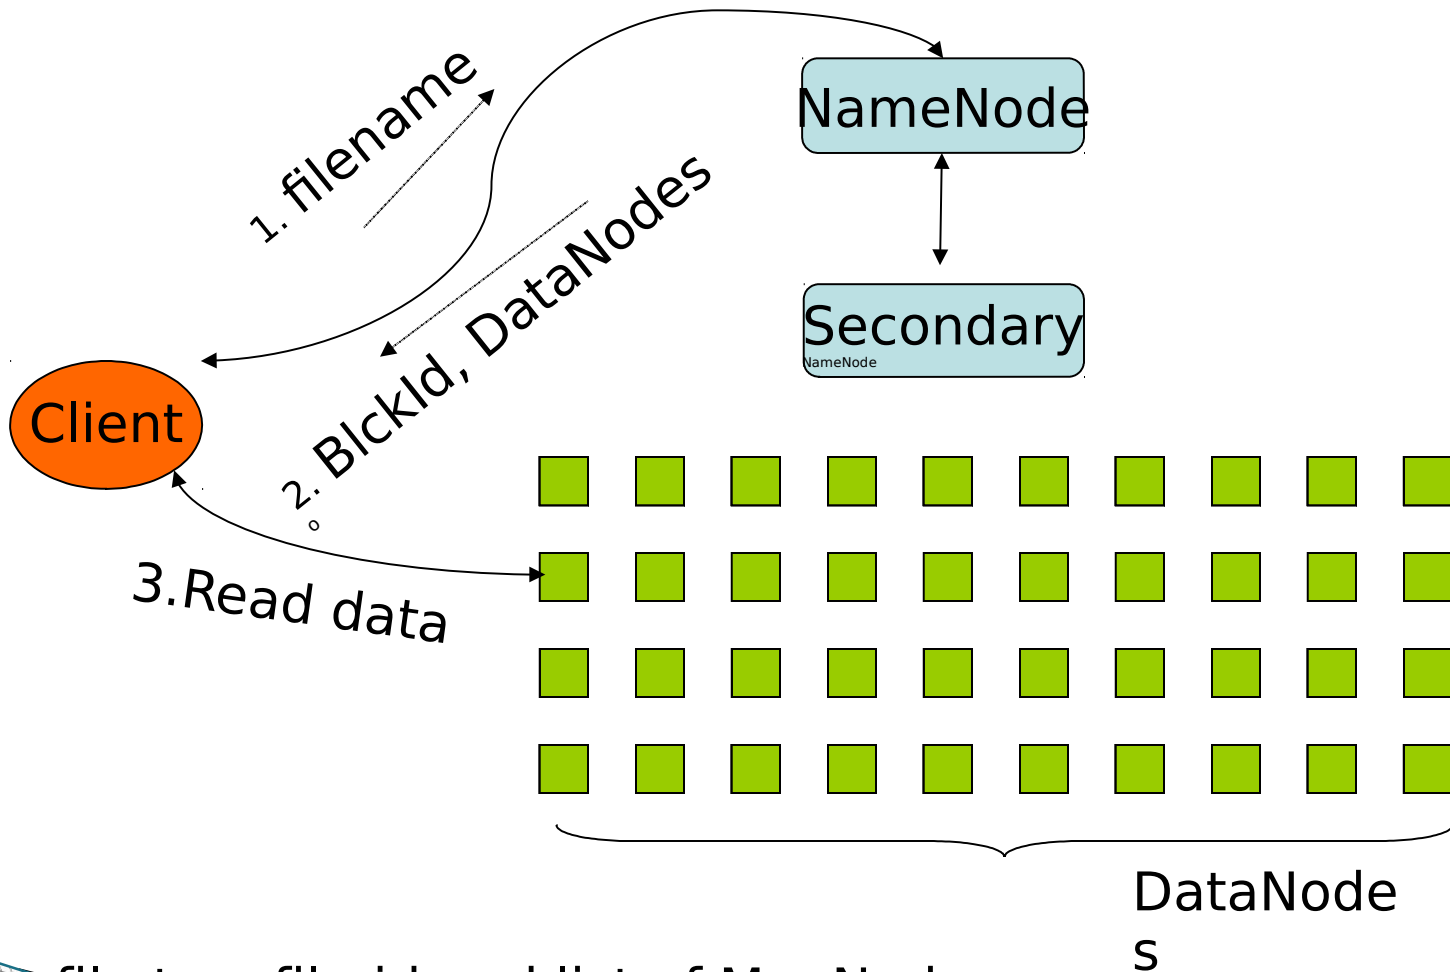 1. filename
NameNode
2. BlckId, DataNodes
o
Secondary
NameNode
Client
3.Read data
DataNode
s